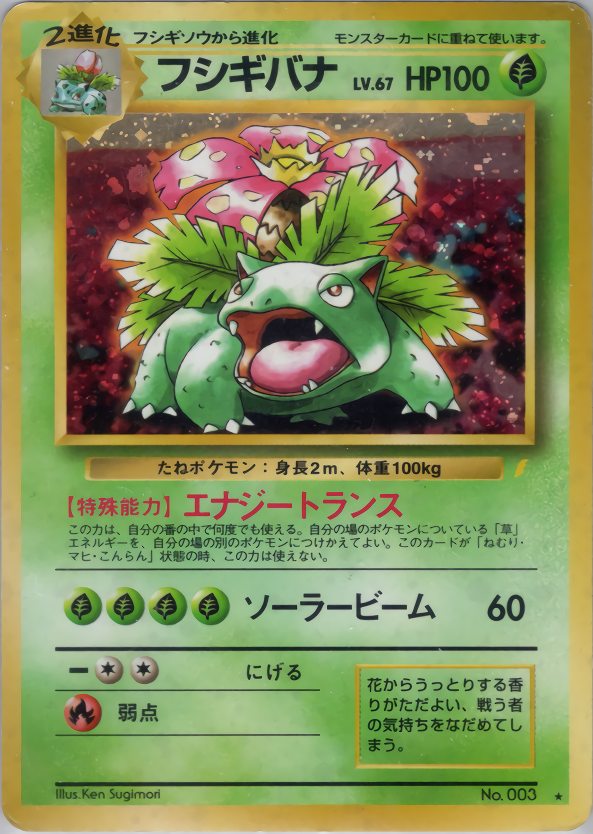 2進化
フシギソウから進化
モンスターカードに重ねて使います。
フシギバナ LV.67 HP100
たねポケモン：身長2m、体重100kg
【特殊能力】エナジートランス
この力は、自分の番の中で何度でも使える。自分の場のポケモンについている「草」
エネルギーを、自分の場の別のポケモンにつけかえてよい。このカードが「ねむり・
マヒ・こんらん」状態の時、この力は使えない。
ソーラービーム 60
ー にげる
弱点
花からうっとりする香
りがただよい、戦う者
の気持ちをなだめてし
まう。
Illus. Ken Sugimori
No. 003 ★